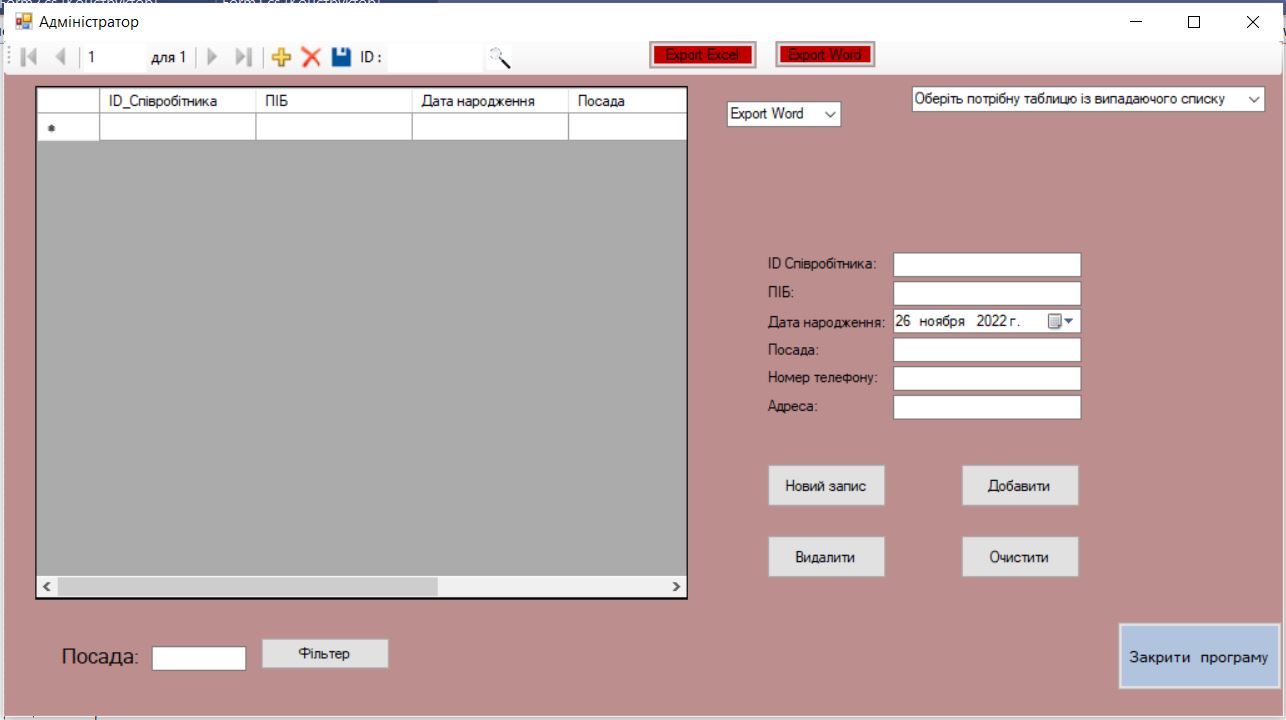 Адміністратор
1 для 1 ID : Export Excel Export Word
ID_Співробітника ПІБ Дата народження Посада
*
Export Word
Оберіть потрібну таблицю із випадаючого списку
ID Співробітника:
ПІБ:
Дата народження: 26 ноября 2022 г.
Посада:
Номер телефону:
Адреса:
Новий запис Добавити
Видалити Очистити
Посада: Фільтер
Закрити програму